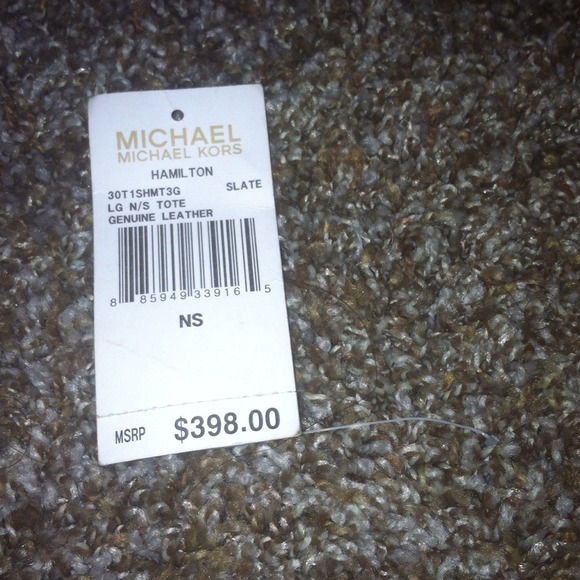 MICHAEL
MICHAEL KORS
HAMILTON
30T1SHMT3G SLATE
LG N/S TOTE
GENUINE LEATHER
8 85949 33916 5
NS
MSRP $398.00